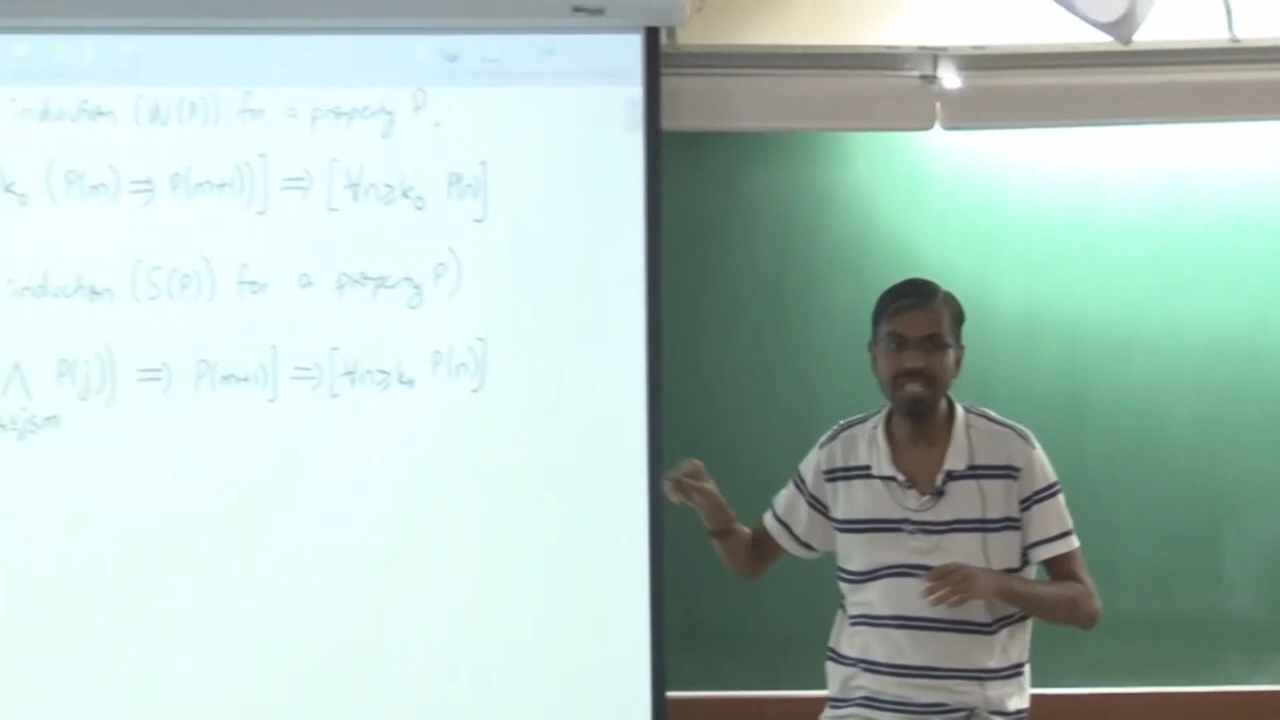 induction (W(P)) for a property P.
k₀ (P(m) ⇒ P(m+1))] ⇒ [∀n≥k₀ P(n)]
induction (S(P)) for a property P)
∧ P(j)) ⇒ P(m+1)] ⇒ [∀n≥k₀ P(n)]
≤j≤m